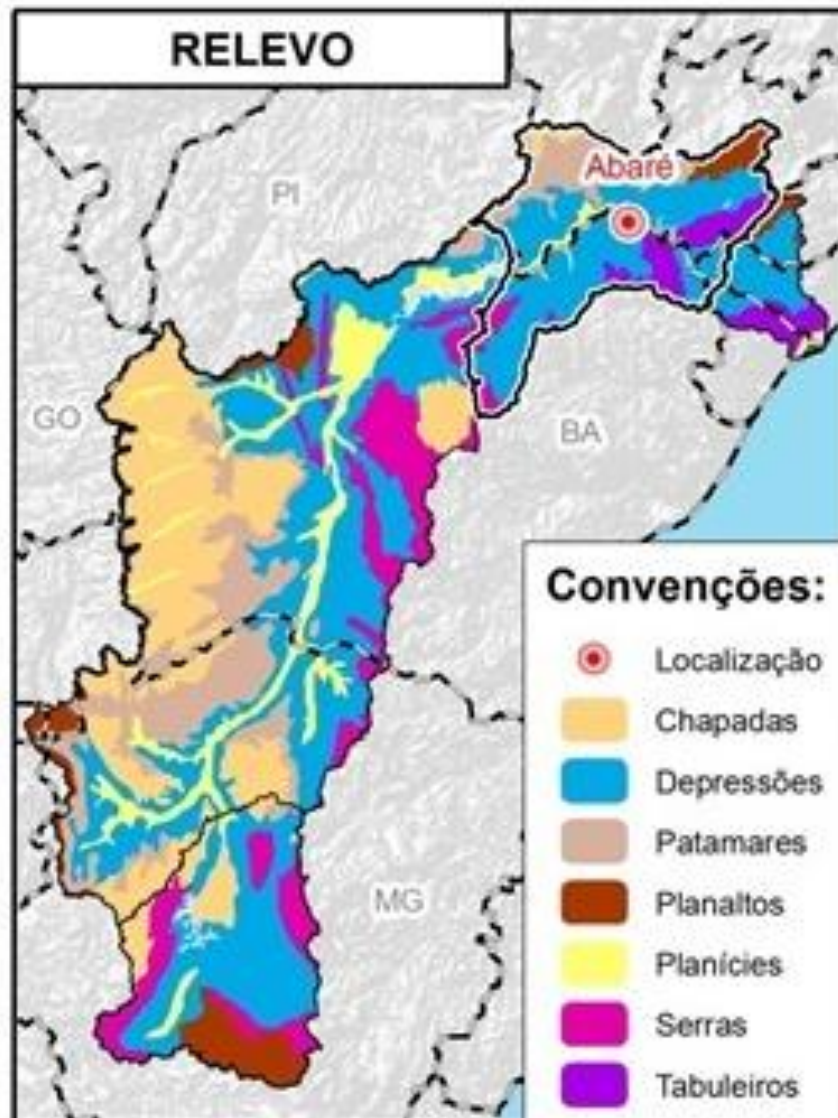 RELEVO
Abaré
PI
GO
BA
MG
Convenções:
Localização
Chapadas
Depressões
Patamares
Planaltos
Planícies
Serras
Tabuleiros